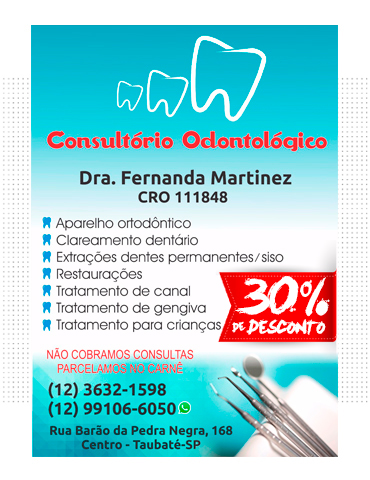 Consultório Odontológico
Dra. Fernanda Martinez
CRO 111848
Aparelho ortodôntico
Clareamento dentário
Extrações dentes permanentes/siso
Restaurações
Tratamento de canal
Tratamento de gengiva
Tratamento para crianças
30%
DE DESCONTO
NÃO COBRAMOS CONSULTAS
PARCELAMOS NO CARNÊ
(12) 3632-1598
(12) 99106-6050
Rua Barão da Pedra Negra, 168
Centro - Taubaté-SP